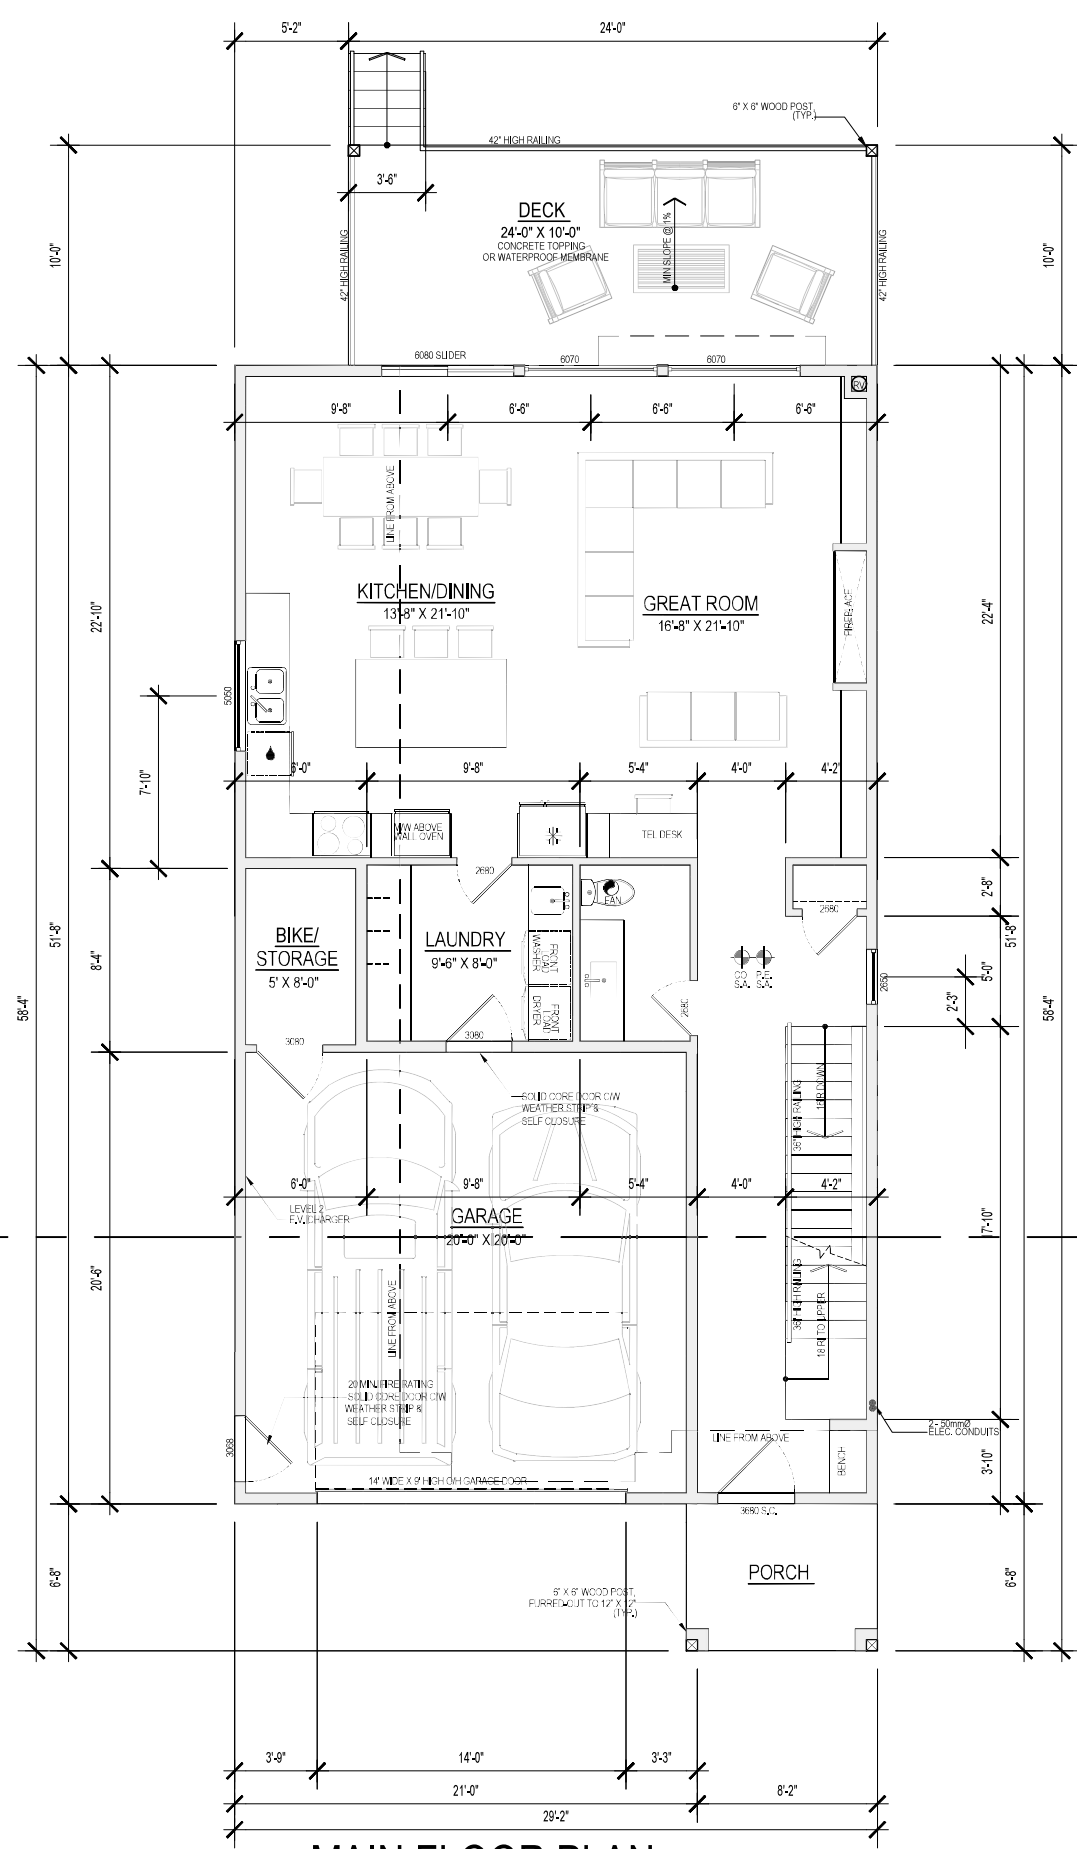 5'-2"
24'-0"
6" X 6" WOOD POST,
(TYP.)
42" HIGH RAILING
3'-6"
DECK
24'-0" X 10'-0"
CONCRETE TOPPING
OR WATERPROOF MEMBRANE
MIN SLOPE @ 1%
42" HIGH RAILING
42" HIGH RAILING
10'-0"
10'-0"
6080 SLIDER
6070
6070
RV
9'-8"
6'-6"
6'-6"
6'-6"
LINE FROM ABOVE
KITCHEN/DINING
13'-8" X 21'-10"
GREAT ROOM
16'-8" X 21'-10"
FIREPLACE
22'-10"
22'-4"
5050
7'-10"
6'-0"
9'-8"
5'-4"
4'-0"
4'-2"
M/W ABOVE
WALL OVEN
TEL DESK
2680
FAN
2680
2'-8"
BIKE/
STORAGE
5' X 8'-0"
LAUNDRY
9'-6" X 8'-0"
FRONT
LOAD
WASHER
FRONT
LOAD
DRYER
CO
S.A.
P.E.
S.A.
2680
2650
51'-8"
8'-4"
58'-4"
51'-8"
5'-0"
2'-3"
58'-4"
3080
3080
SOLID CORE DOOR C/W
WEATHER STRIP &
SELF CLOSURE
36" HIGH RAILING
16 R DOWN
6'-0"
9'-8"
5'-4"
4'-0"
4'-2"
LEVEL 2
E.V. CHARGER
GARAGE
20'-0" X 20'-0"
17'-10"
20'-6"
LINE FROM ABOVE
36" HIGH RAILING
18 R TO UPPER
20 MIN. FIRE RATING
SOLID CORE DOOR C/W
WEATHER STRIP &
SELF CLOSURE
2 - 50mmØ
ELEC. CONDUITS
LINE FROM ABOVE
3068
BENCH
3'-10"
14' WIDE X 9' HIGH O/H GARAGE DOOR
3680 S.C.
PORCH
6'-8"
6'-8"
6" X 6" WOOD POST,
FURRED-OUT TO 12" X 12"
(TYP.)
3'-9"
14'-0"
3'-3"
21'-0"
8'-2"
29'-2"
MAIN FLOOR PLAN